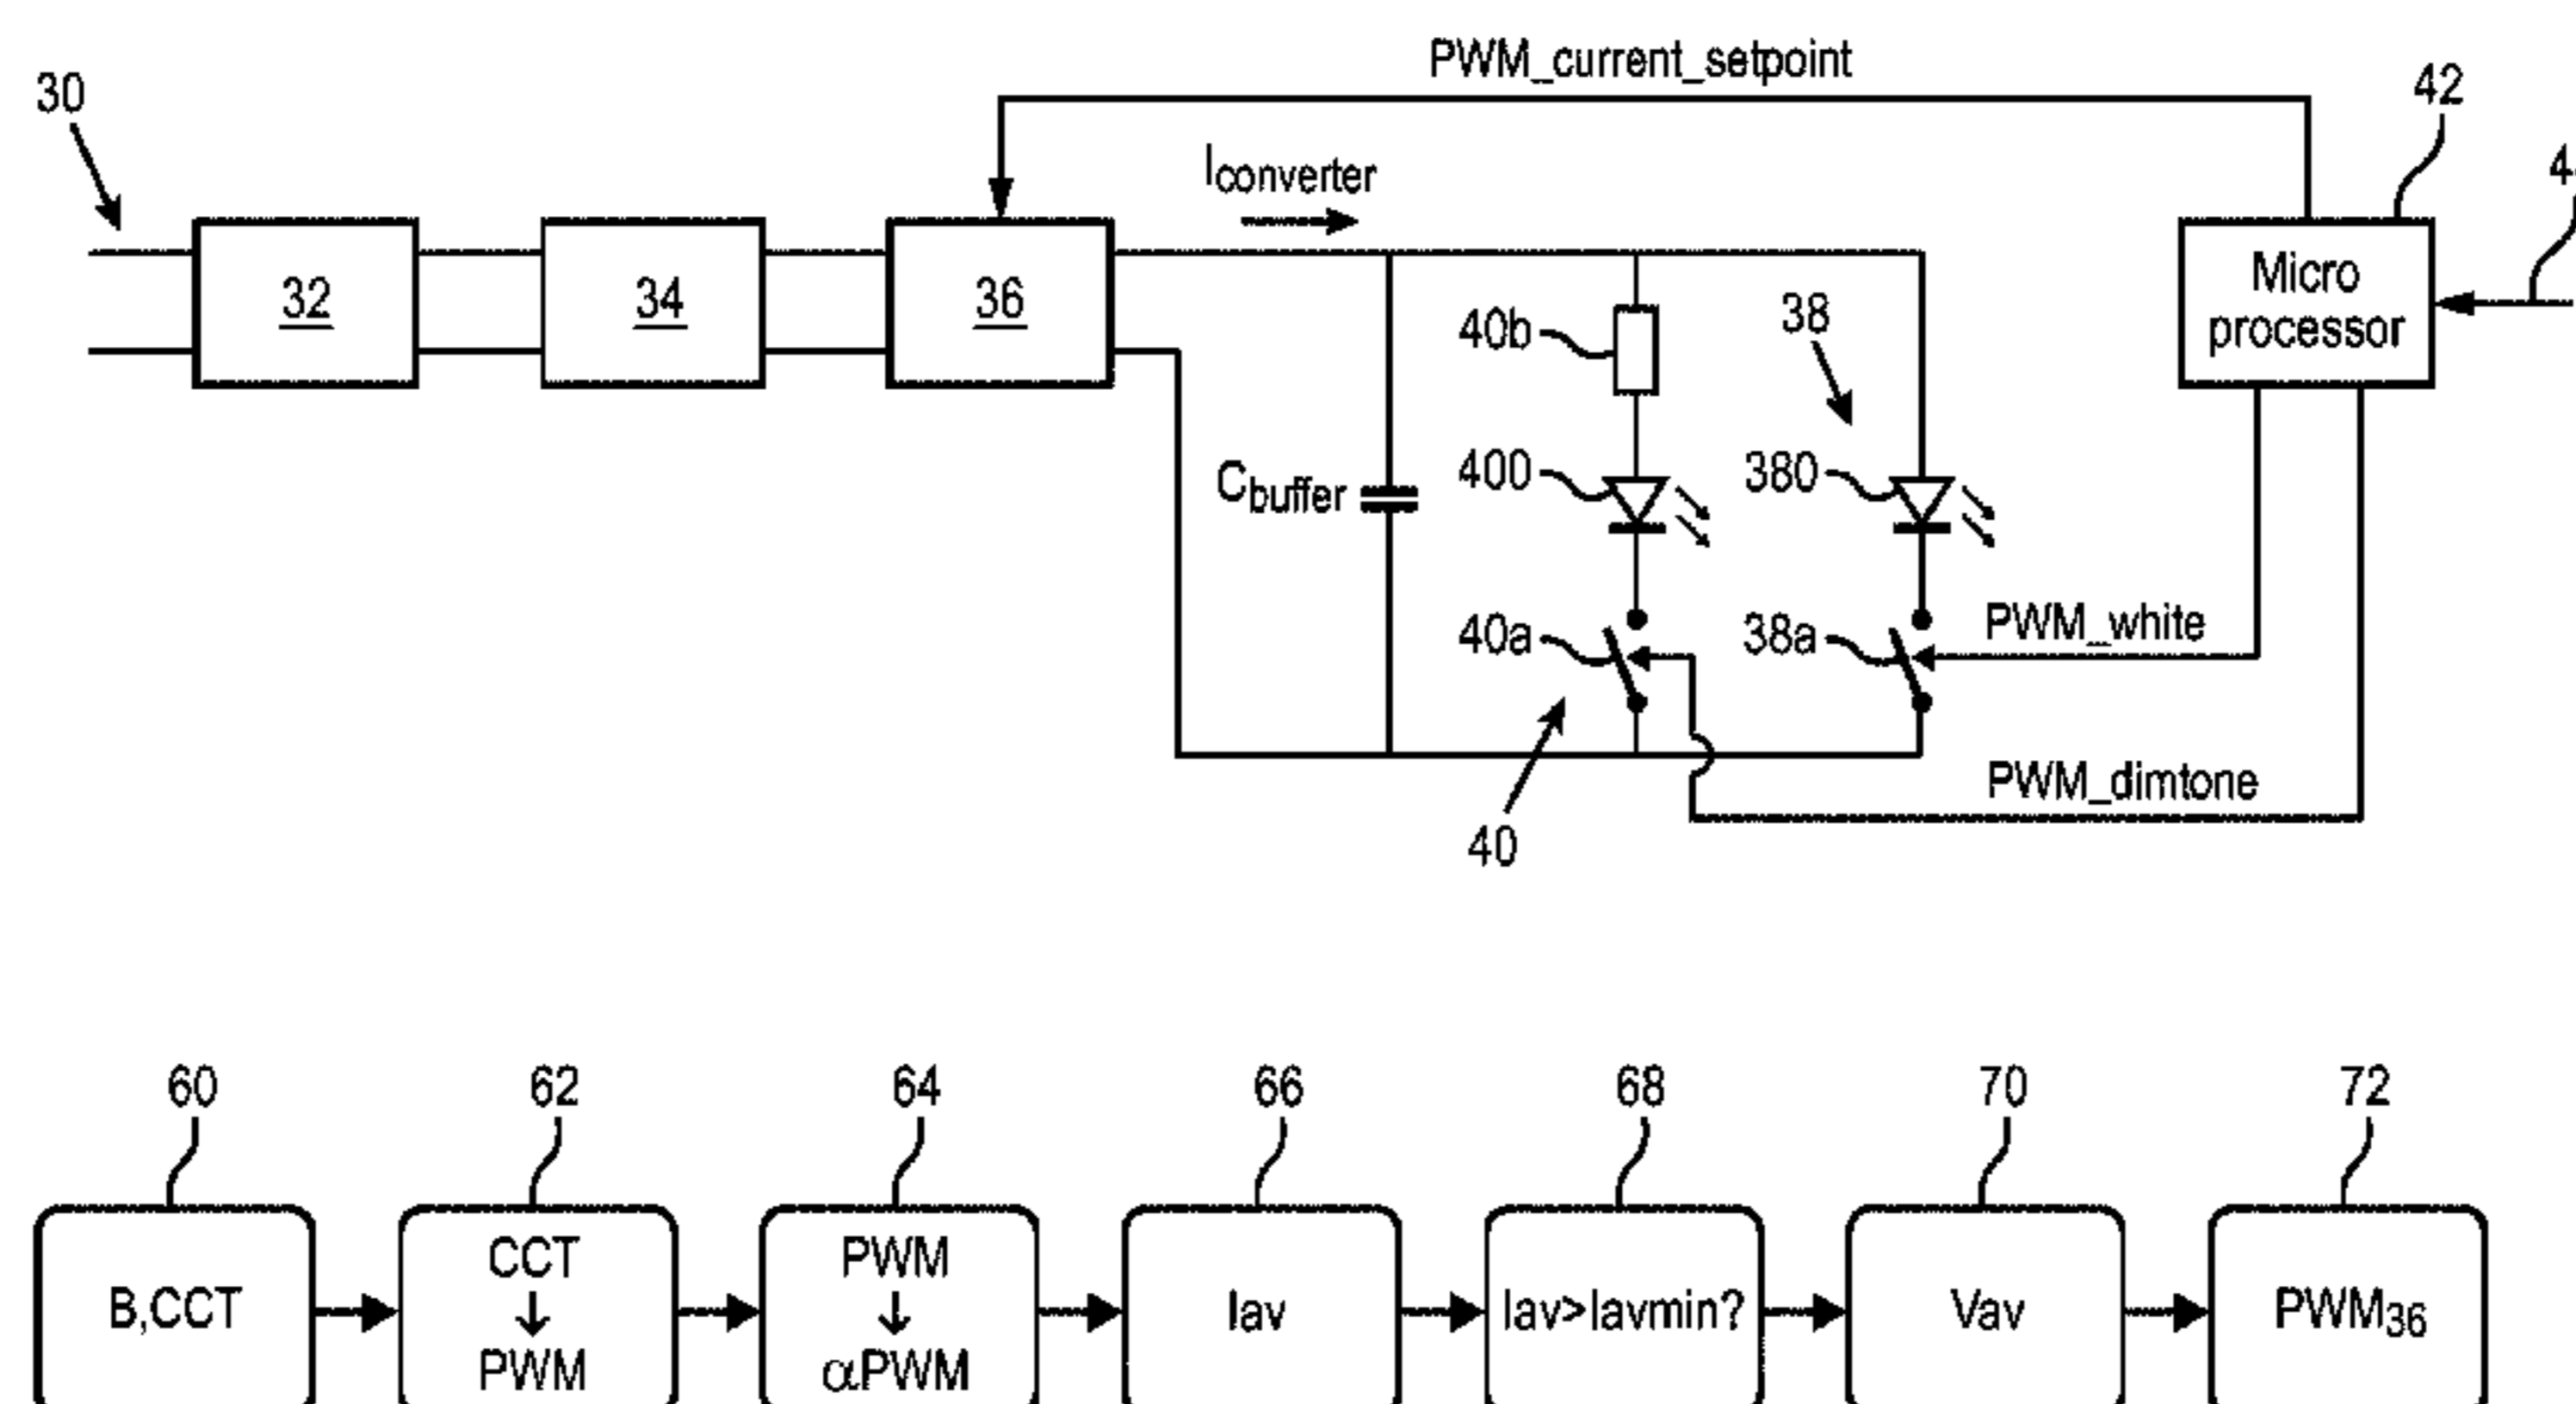 PWM_current_setpoint
30
42
Iconverter
32
34
36
40b
38
Micro
processor
400
380
Cbuffer
40a
38a
PWM_white
PWM_dimtone
40
60
62
64
66
68
70
72
B,CCT
CCT
↓
PWM
PWM
↓
αPWM
Iav
Iav>Iavmin?
Vav
PWM36